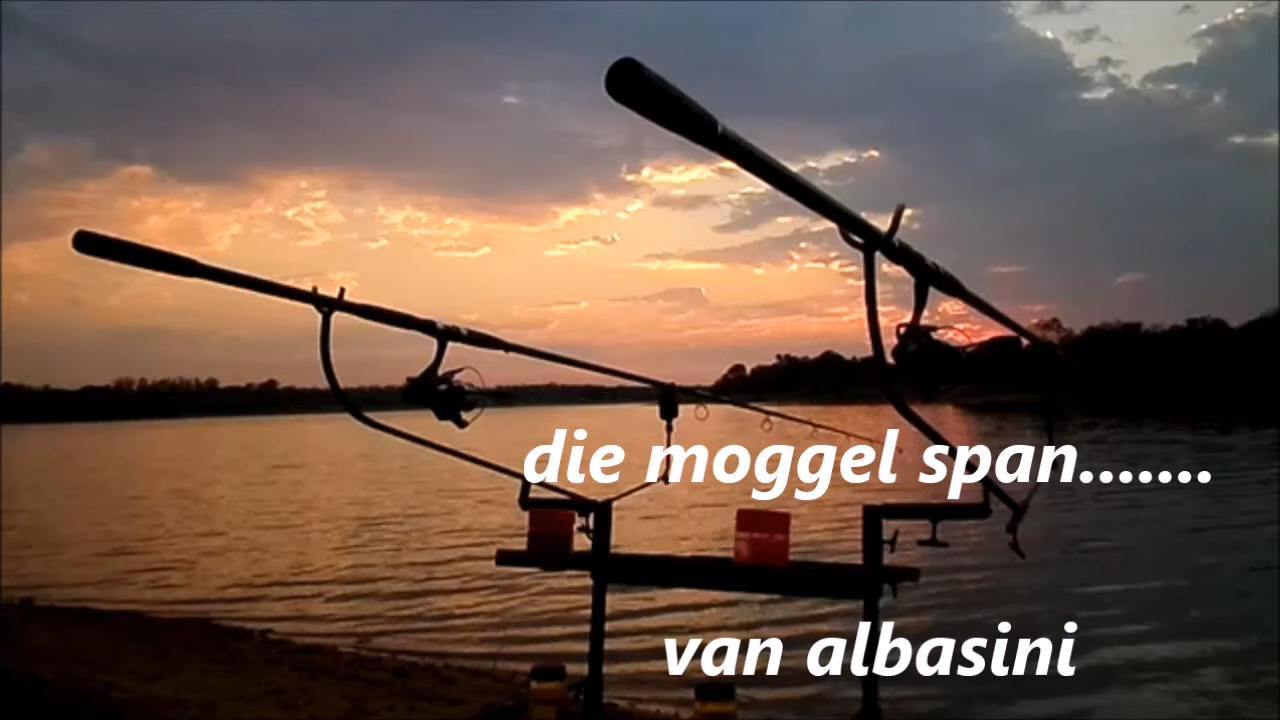 die moggel span.......
van albasini